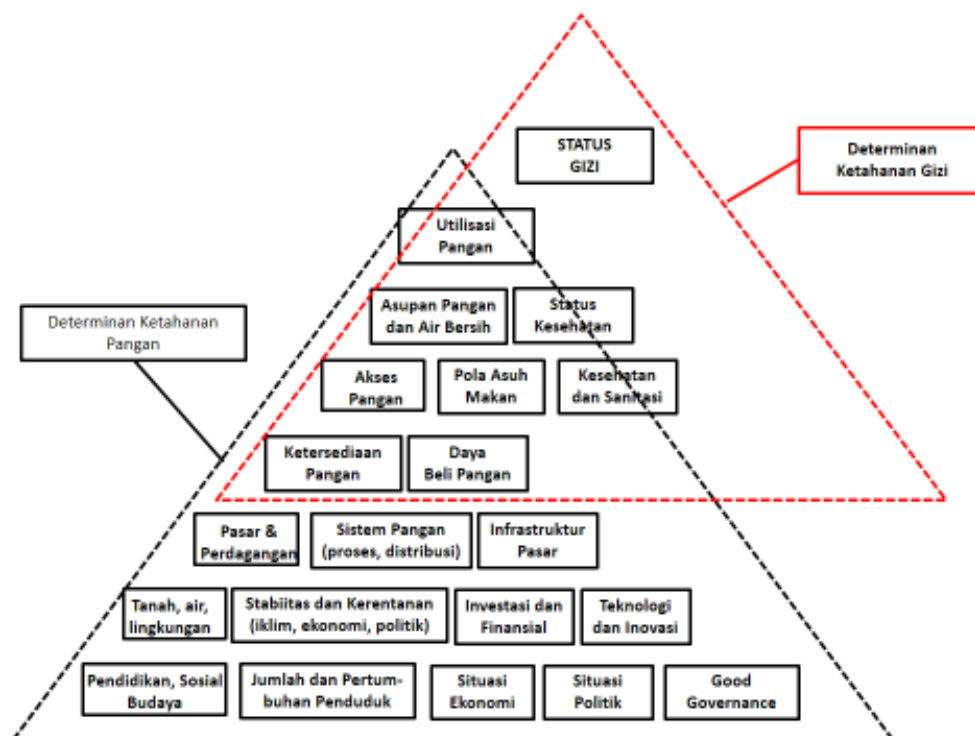 STATUS
GIZI
Determinan
Ketahanan Gizi
Utilisasi
Pangan
Asupan Pangan
dan Air Bersih
Status
Kesehatan
Determinan Ketahanan
Pangan
Akses
Pangan
Pola Asuh
Makan
Kesehatan
dan Sanitasi
Ketersediaan
Pangan
Daya
Beli Pangan
Pasar &
Perdagangan
Sistem Pangan
(proses, distribusi)
Infrastruktur
Pasar
Tanah, air,
lingkungan
Stabiitas dan Kerentanan
(iklim, ekonomi, politik)
Investasi dan
Finansial
Teknologi
dan Inovasi
Pendidikan, Sosial
Budaya
Jumlah dan Pertum-
buhan Penduduk
Situasi
Ekonomi
Situasi
Politik
Good
Governance